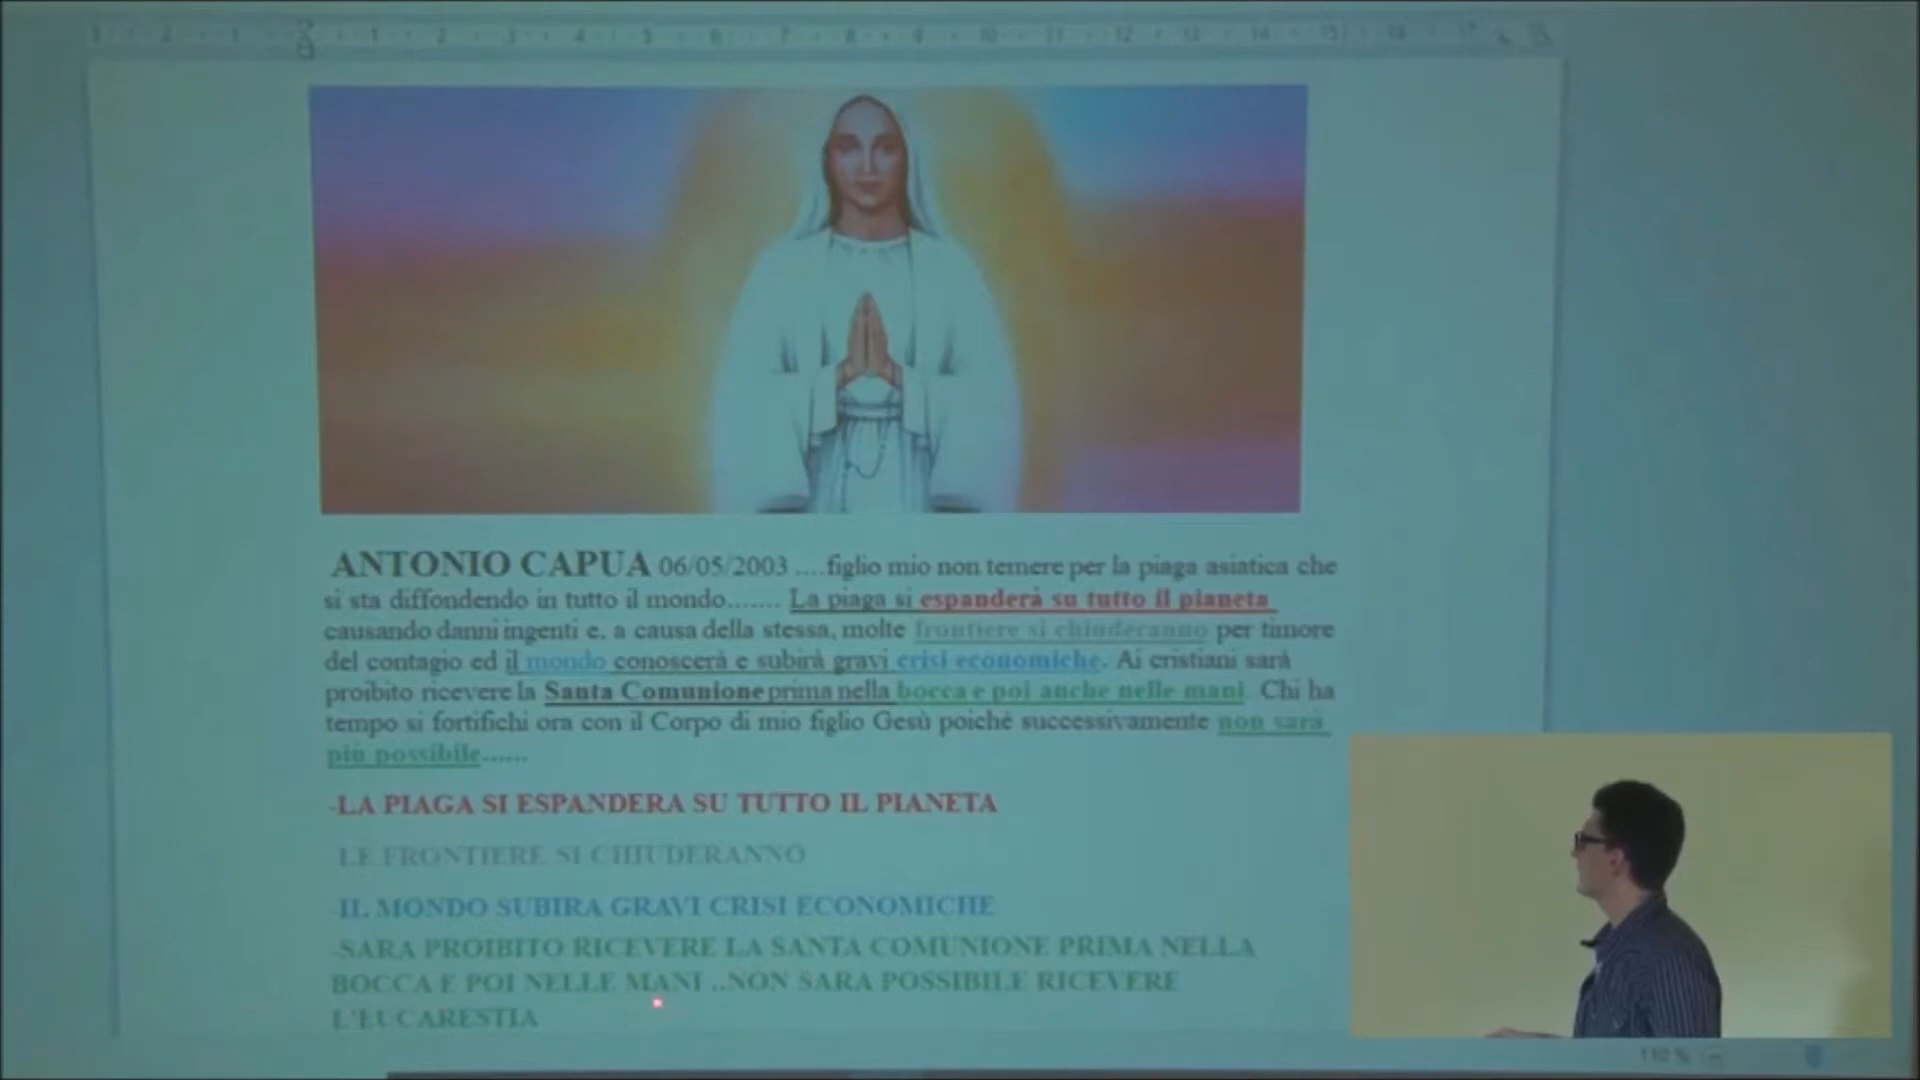 ANTONIO CAPUA 06/05/2003 ....figlio mio non temere per la piaga asiatica che
si sta diffondendo in tutto il mondo....... La piaga si espanderà su tutto il pianeta
causando danni ingenti e, a causa della stessa, molte frontiere si chiuderanno per timore
del contagio ed il mondo conoscerà e subirà gravi crisi economiche. Ai cristiani sarà
proibito ricevere la Santa Comunione prima nella bocca e poi anche nelle mani. Chi ha
tempo si fortifichi ora con il Corpo di mio figlio Gesù poiché successivamente non sarà
più possibile......
-LA PIAGA SI ESPANDERA SU TUTTO IL PIANETA
LE FRONTIERE SI CHIUDERANNO
-IL MONDO SUBIRA GRAVI CRISI ECONOMICHE
-SARA PROIBITO RICEVERE LA SANTA COMUNIONE PRIMA NELLA
BOCCA E POI NELLE MANI ..NON SARA POSSIBILE RICEVERE
L'EUCARESTIA
110 %